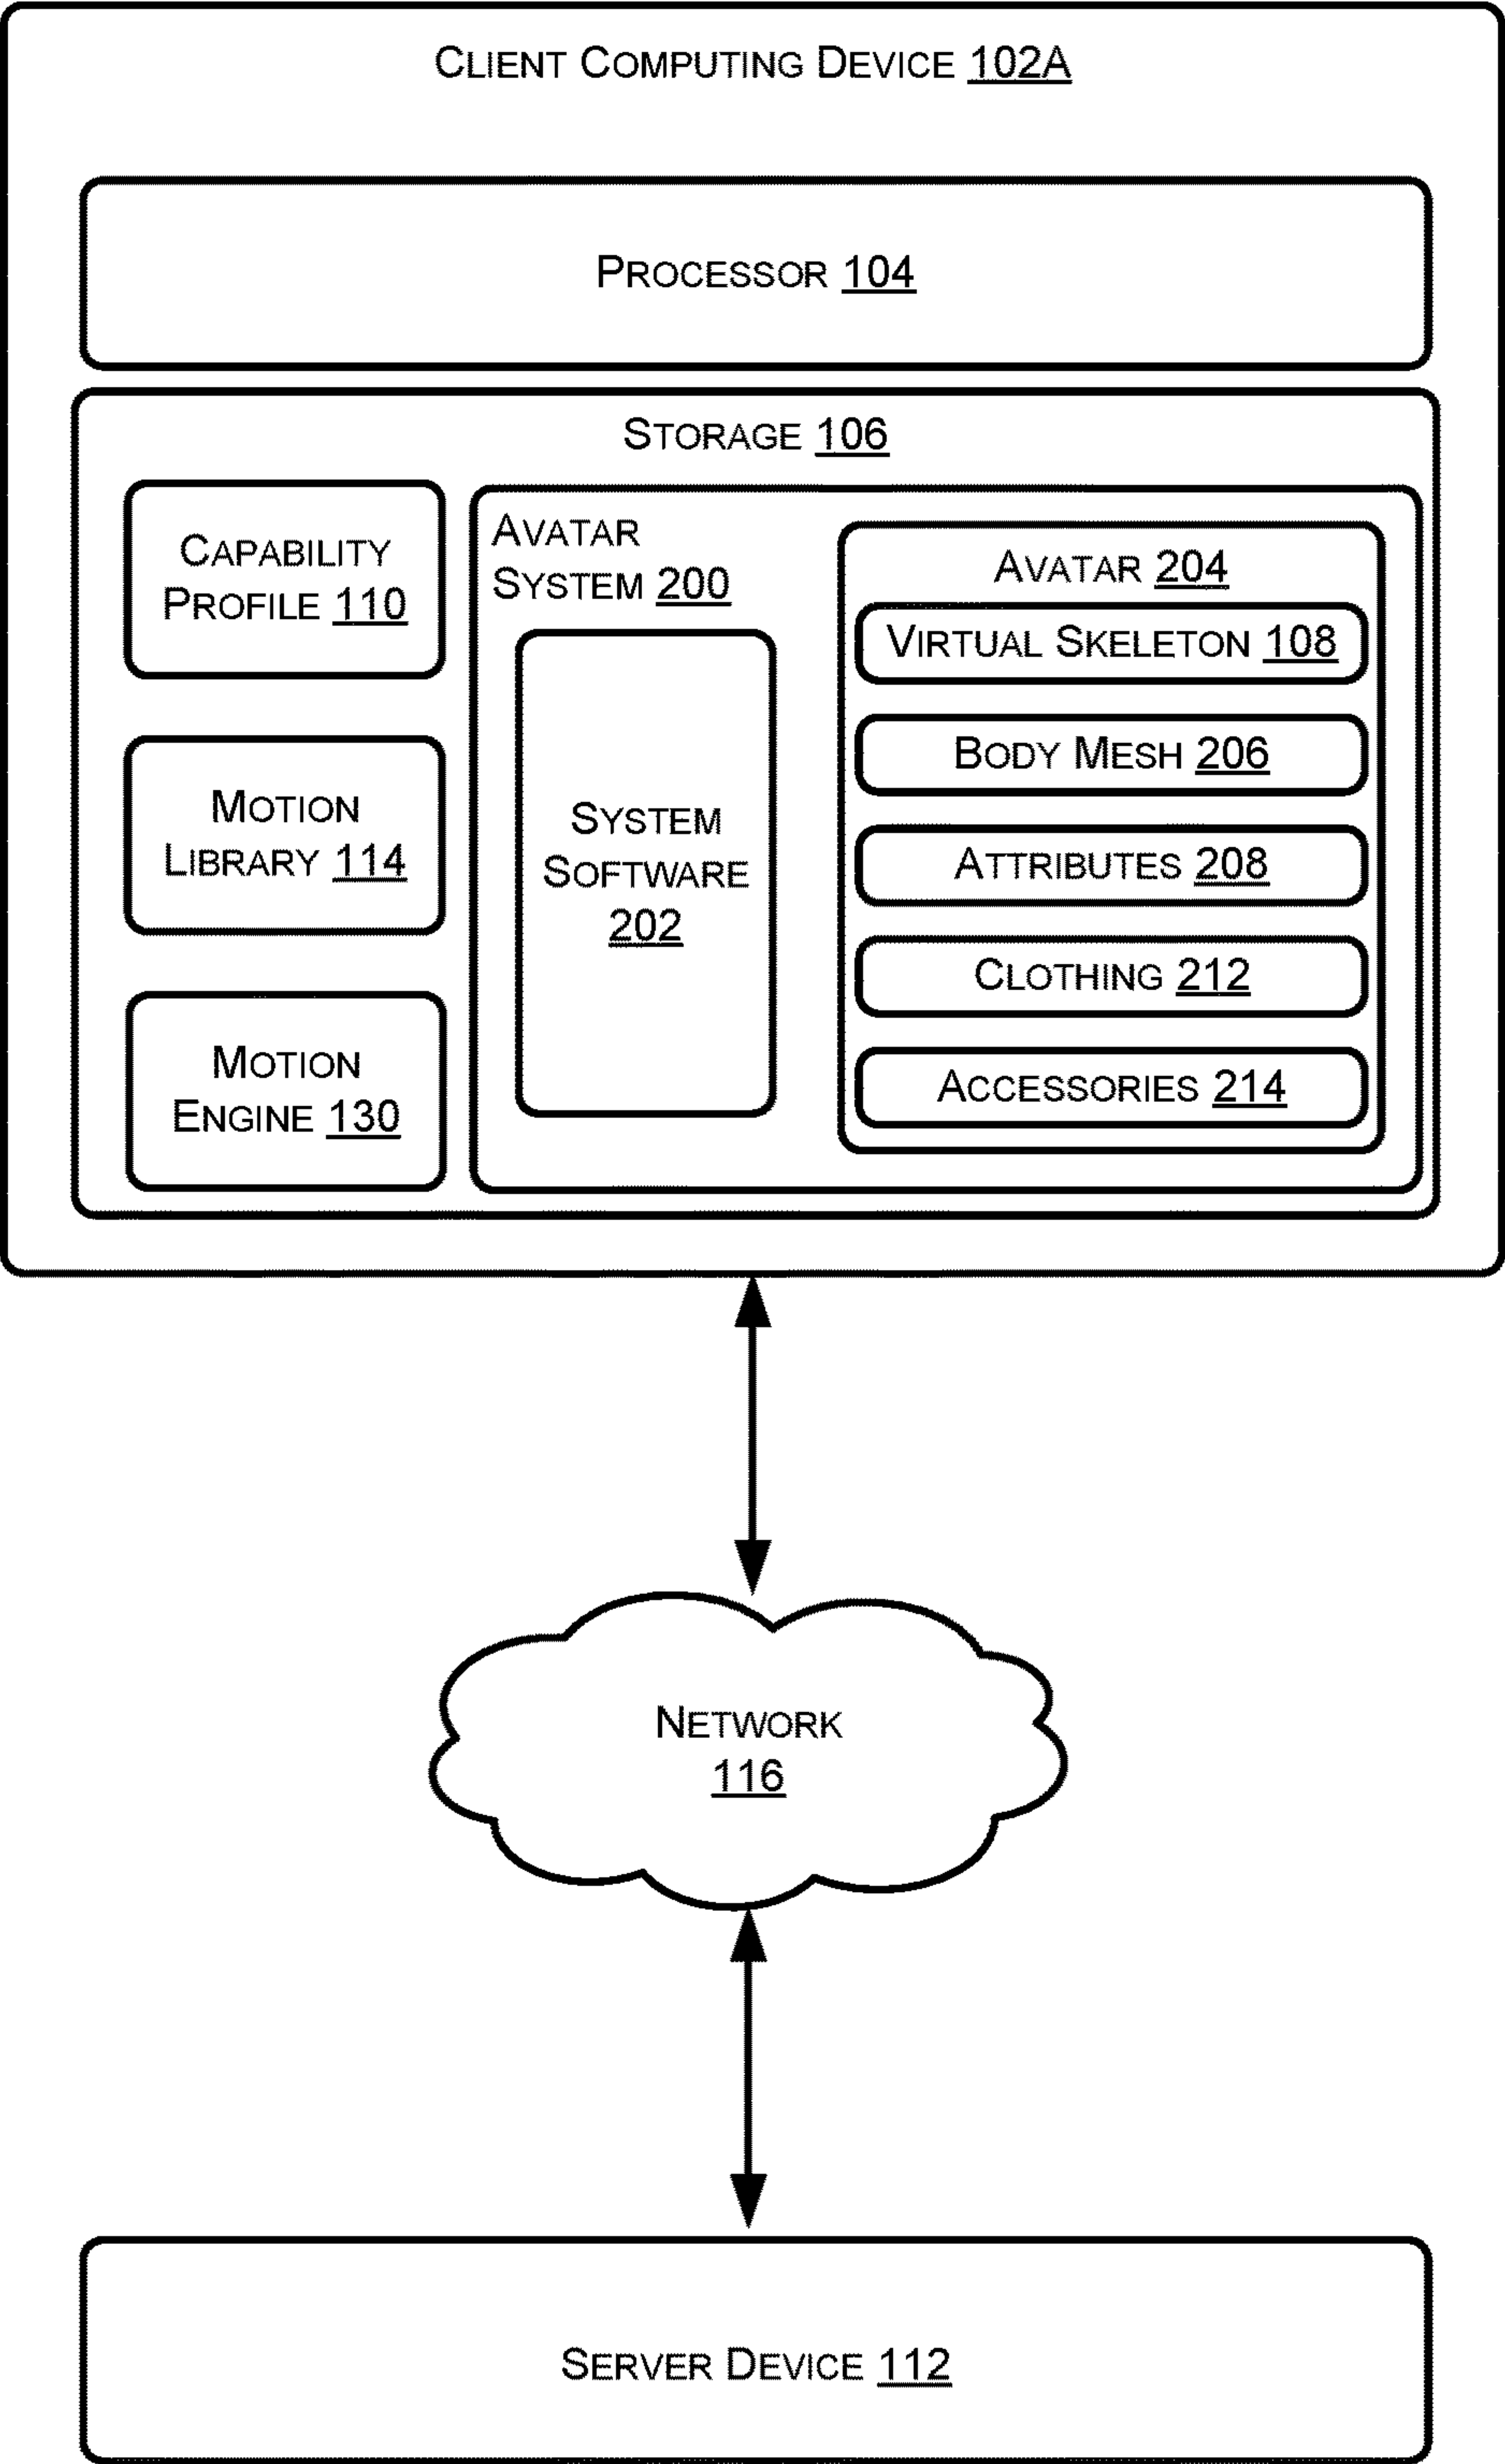 CLIENT COMPUTING DEVICE 102A
PROCESSOR 104
STORAGE 106
CAPABILITY
PROFILE 110
MOTION
LIBRARY 114
MOTION
ENGINE 130
AVATAR
SYSTEM 200
SYSTEM
SOFTWARE
202
AVATAR 204
VIRTUAL SKELETON 108
BODY MESH 206
ATTRIBUTES 208
CLOTHING 212
ACCESSORIES 214
NETWORK
116
SERVER DEVICE 112